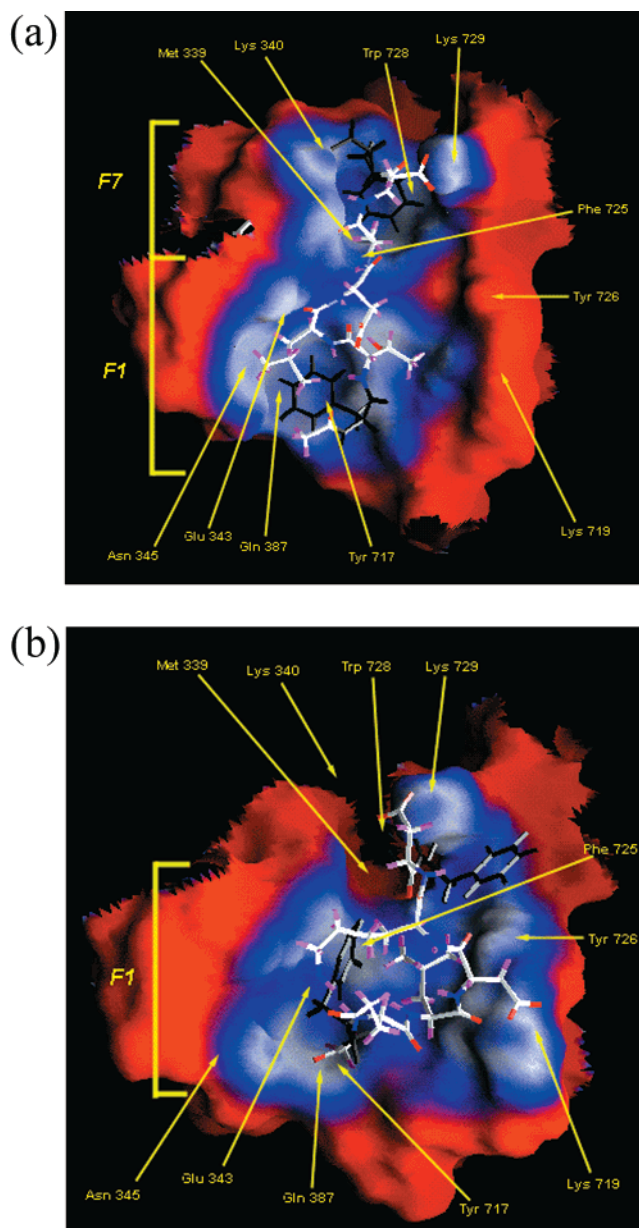 (a)
Lys 340
Lys 729
Met 339
Trp 728
F7
Phe 725
Tyr 726
F1
Glu 343
Gln 387
Asn 345
Tyr 717
Lys 719
(b)
Met 339
Lys 340
Trp 728
Lys 729
Phe 725
F1
Tyr 726
Glu 343
Asn 345
Gln 387
Tyr 717
Lys 719